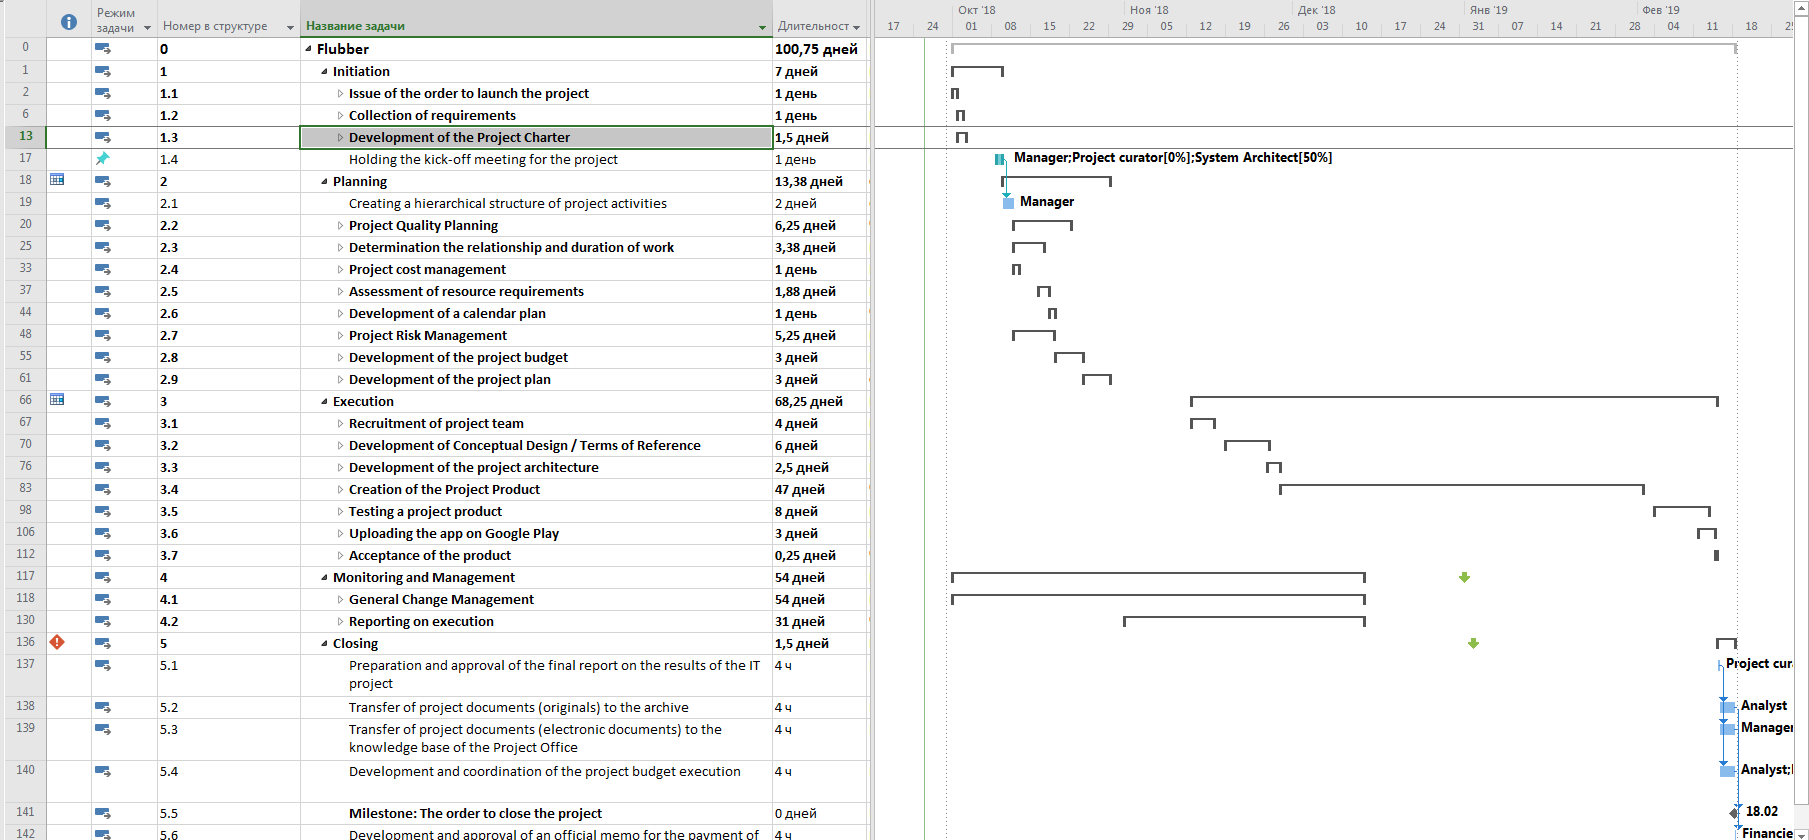 Режим задачи Номер в структуре Название задачи Длительност
Окт '18 Ноя '18 Дек '18 Янв '19 Фев '19
17 24 01 08 15 22 29 05 12 19 26 03 10 17 24 31 07 14 21 28 04 11 18
0 0 Flubber 100,75 дней
1 1 Initiation 7 дней
2 1.1 Issue of the order to launch the project 1 день
6 1.2 Collection of requirements 1 день
13 1.3 Development of the Project Charter 1,5 дней
17 1.4 Holding the kick-off meeting for the project 1 день Manager;Project curator[0%];System Architect[50%]
18 2 Planning 13,38 дней
19 2.1 Creating a hierarchical structure of project activities 2 дней Manager
20 2.2 Project Quality Planning 6,25 дней
25 2.3 Determination the relationship and duration of work 3,38 дней
33 2.4 Project cost management 1 день
37 2.5 Assessment of resource requirements 1,88 дней
44 2.6 Development of a calendar plan 1 день
48 2.7 Project Risk Management 5,25 дней
55 2.8 Development of the project budget 3 дней
61 2.9 Development of the project plan 3 дней
66 3 Execution 68,25 дней
67 3.1 Recruitment of project team 4 дней
70 3.2 Development of Conceptual Design / Terms of Reference 6 дней
76 3.3 Development of the project architecture 2,5 дней
83 3.4 Creation of the Project Product 47 дней
98 3.5 Testing a project product 8 дней
106 3.6 Uploading the app on Google Play 3 дней
112 3.7 Acceptance of the product 0,25 дней
117 4 Monitoring and Management 54 дней
118 4.1 General Change Management 54 дней
130 4.2 Reporting on execution 31 дней
136 5 Closing 1,5 дней
137 5.1 Preparation and approval of the final report on the results of the IT 4 ч Project cur
project
138 5.2 Transfer of project documents (originals) to the archive 4 ч Analyst
139 5.3 Transfer of project documents (electronic documents) to the 4 ч Manager
knowledge base of the Project Office
140 5.4 Development and coordination of the project budget execution 4 ч Analyst;
141 5.5 Milestone: The order to close the project 0 дней 18.02
142 5.6 Development and approval of an official memo for the payment of 4 ч Financie